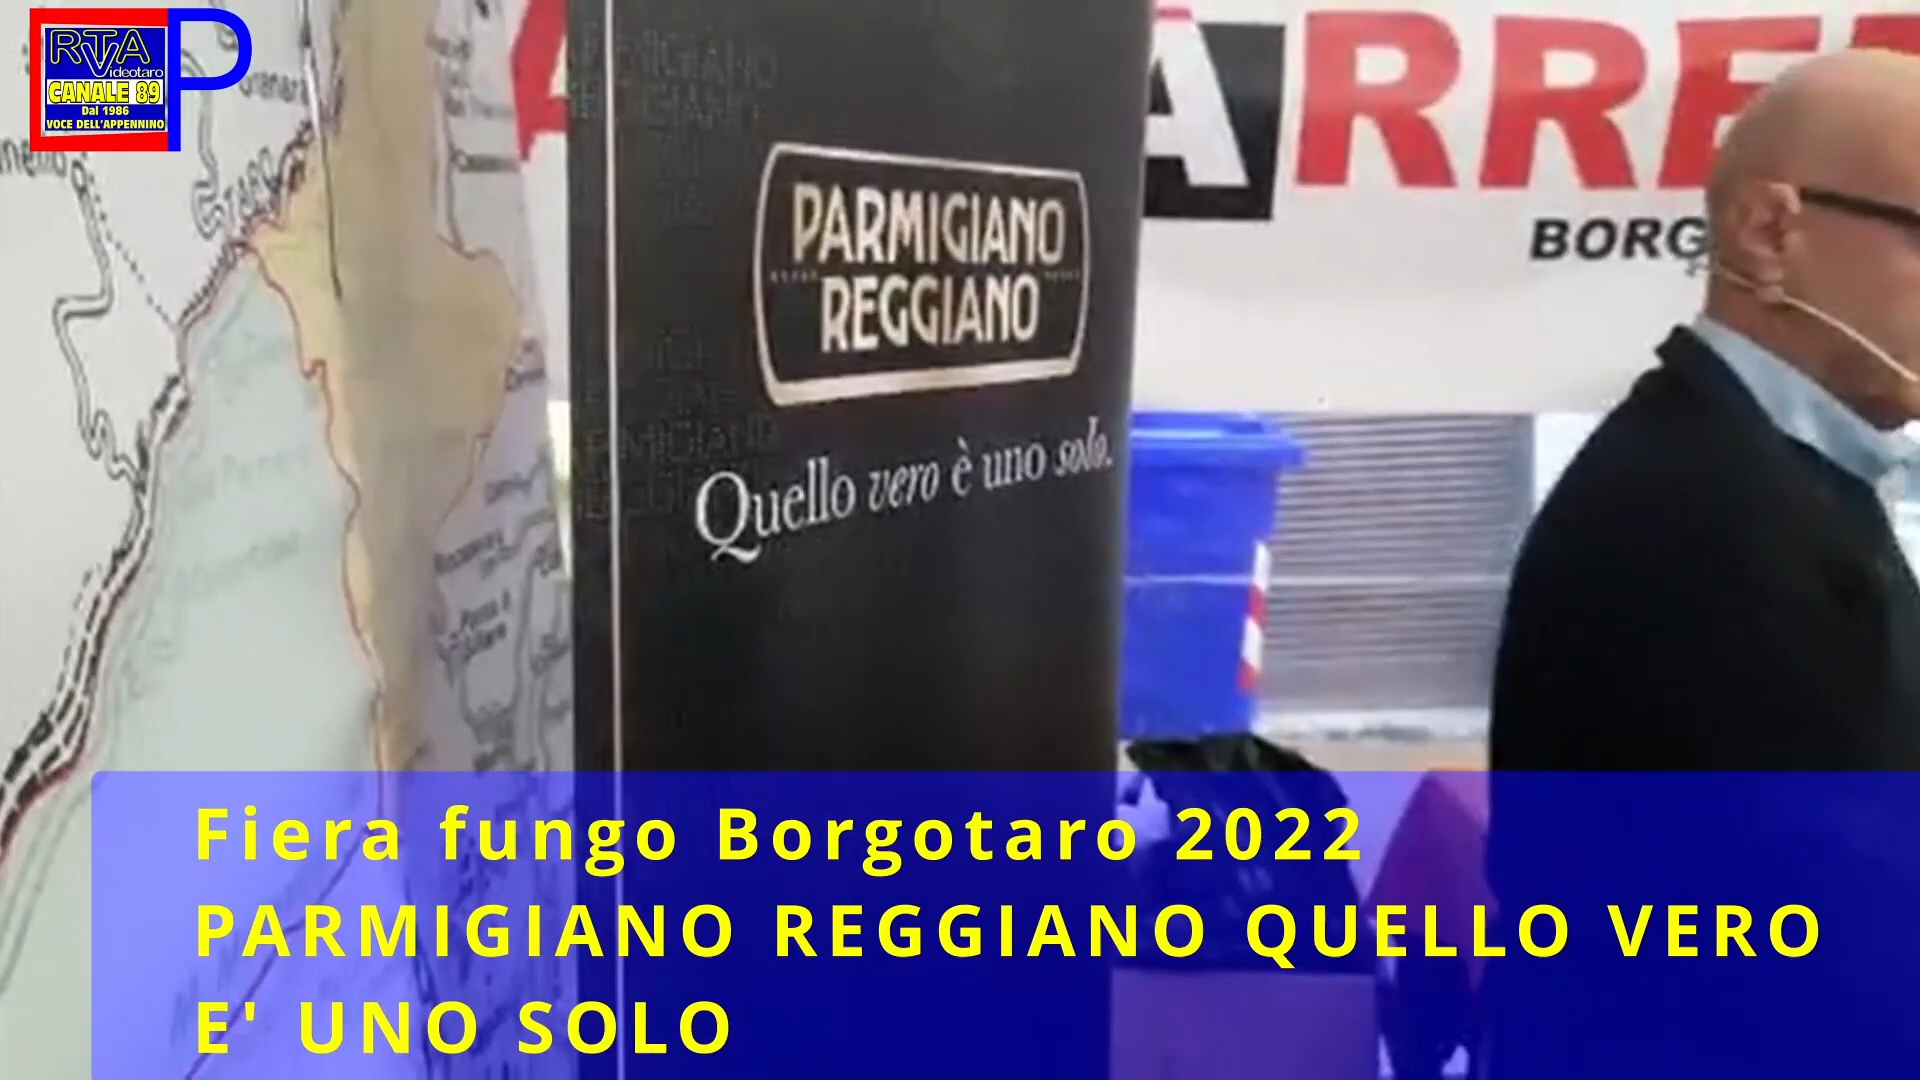 RTA
Videotaro
CANALE 89
Dal 1986
VOCE DELL'APPENNINO
P
PARMIGIANO
REGGIANO
Quello vero è uno solo.
ARRE
BORG
Fiera fungo Borgotaro 2022
PARMIGIANO REGGIANO QUELLO VERO
E' UNO SOLO